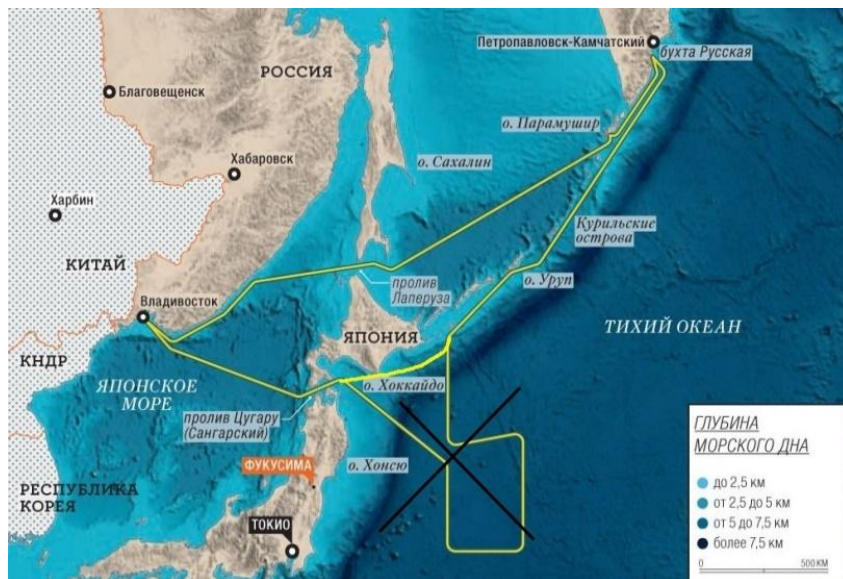 Петропавловск-Камчатский
бухта Русская
РОССИЯ
Благовещенск
о. Парамушир
о. Сахалин
Хабаровск
Харбин
Курильские
острова
КИТАЙ
пролив
Лаперуза
о. Уруп
Владивосток
ЯПОНИЯ
ТИХИЙ ОКЕАН
КНДР
ЯПОНСКОЕ
МОРЕ
о. Хоккайдо
пролив Цугару
(Сангарский)
ГЛУБИНА
МОРСКОГО ДНА
ФУКУСИМА
о. Хонсю
до 2,5 км
РЕСПУБЛИКА
КОРЕЯ
от 2,5 до 5 км
от 5 до 7,5 км
ТОКИО
более 7,5 км
0
500 КМ